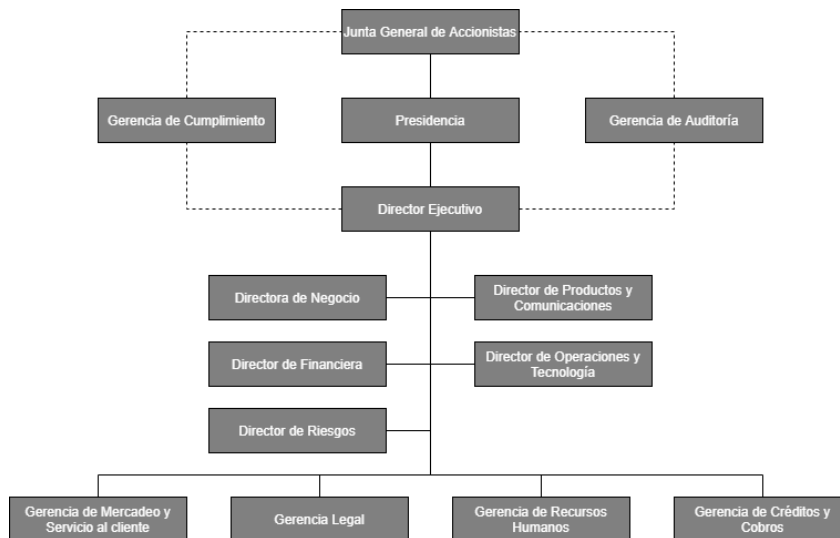 Junta General de Accionistas
Gerencia de Cumplimiento
Presidencia
Gerencia de Auditoría
Director Ejecutivo
Directora de Negocio
Director de Productos y
Comunicaciones
Director de Financiera
Director de Operaciones y
Tecnología
Director de Riesgos
Gerencia de Mercadeo y
Servicio al cliente
Gerencia Legal
Gerencia de Recursos
Humanos
Gerencia de Créditos y
Cobros